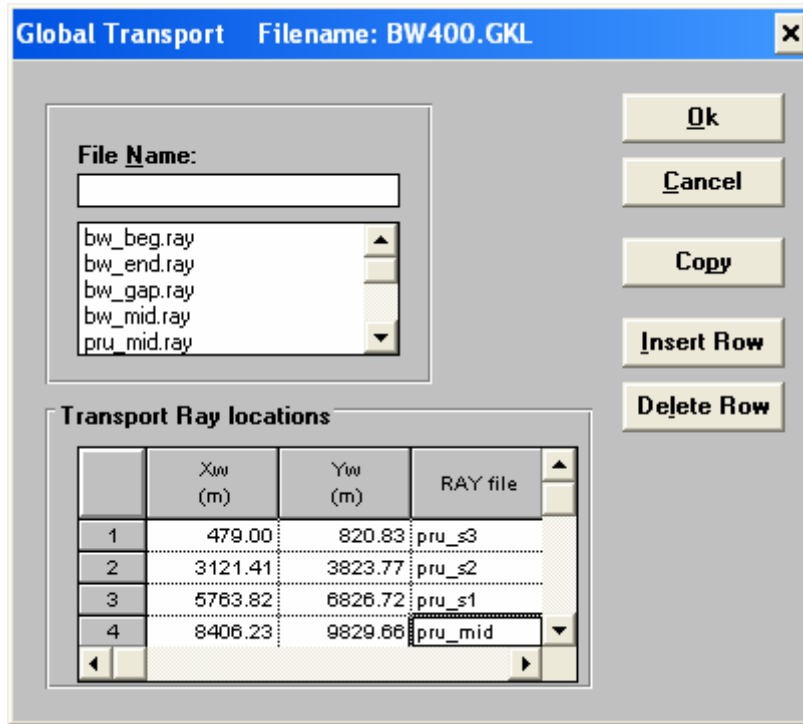 Global Transport Filename: BW400.GKL
File Name:
bw_beg.ray
bw_end.ray
bw_gap.ray
bw_mid.ray
pru_mid.ray
Ok
Cancel
Copy
Insert Row
Delete Row
Transport Ray locations
Xw (m) Yw (m) RAY file
1 479.00 820.83 pru_s3
2 3121.41 3823.77 pru_s2
3 5763.82 6826.72 pru_s1
4 8406.23 9829.66 pru_mid